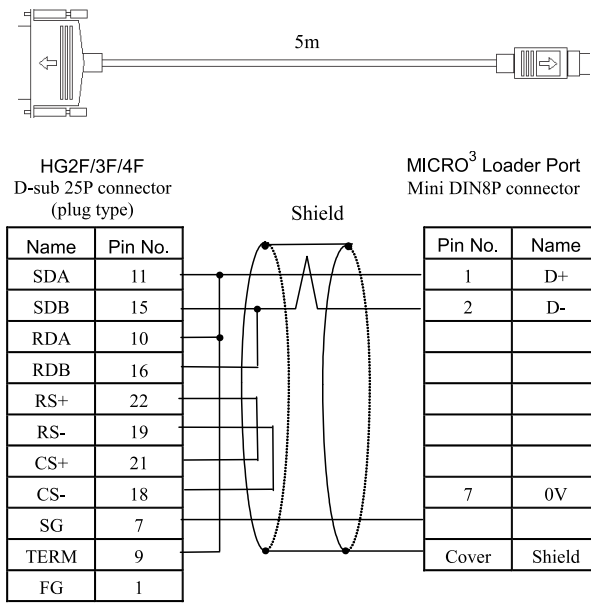 5m
HG2F/3F/4F
D-sub 25P connector
(plug type)
Shield
MICRO³ Loader Port
Mini DIN8P connector
Name Pin No. Pin No. Name
SDA 11 1 D+
SDB 15 2 D-
RDA 10
RDB 16
RS+ 22
RS- 19
CS+ 21
CS- 18 7 0V
SG 7
TERM 9 Cover Shield
FG 1